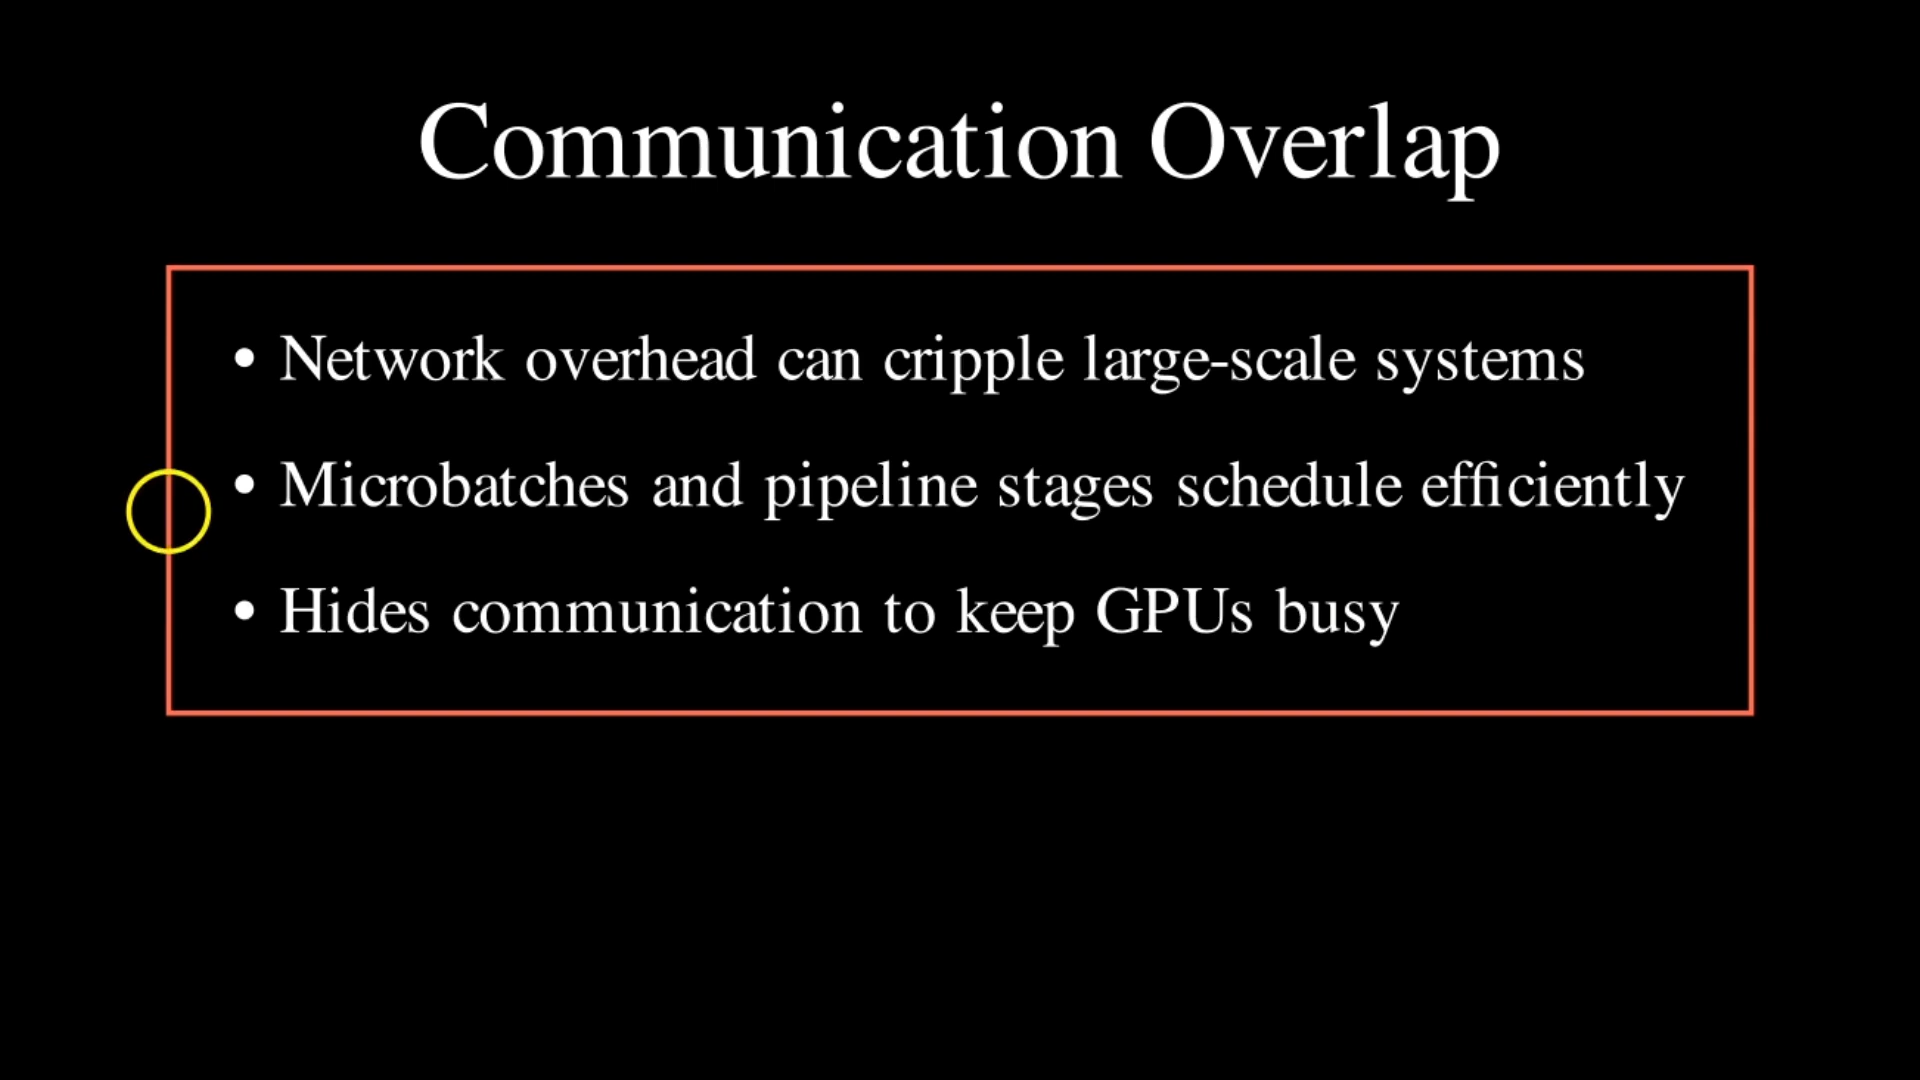 Communication Overlap
• Network overhead can cripple large-scale systems
• Microbatches and pipeline stages schedule efficiently
• Hides communication to keep GPUs busy